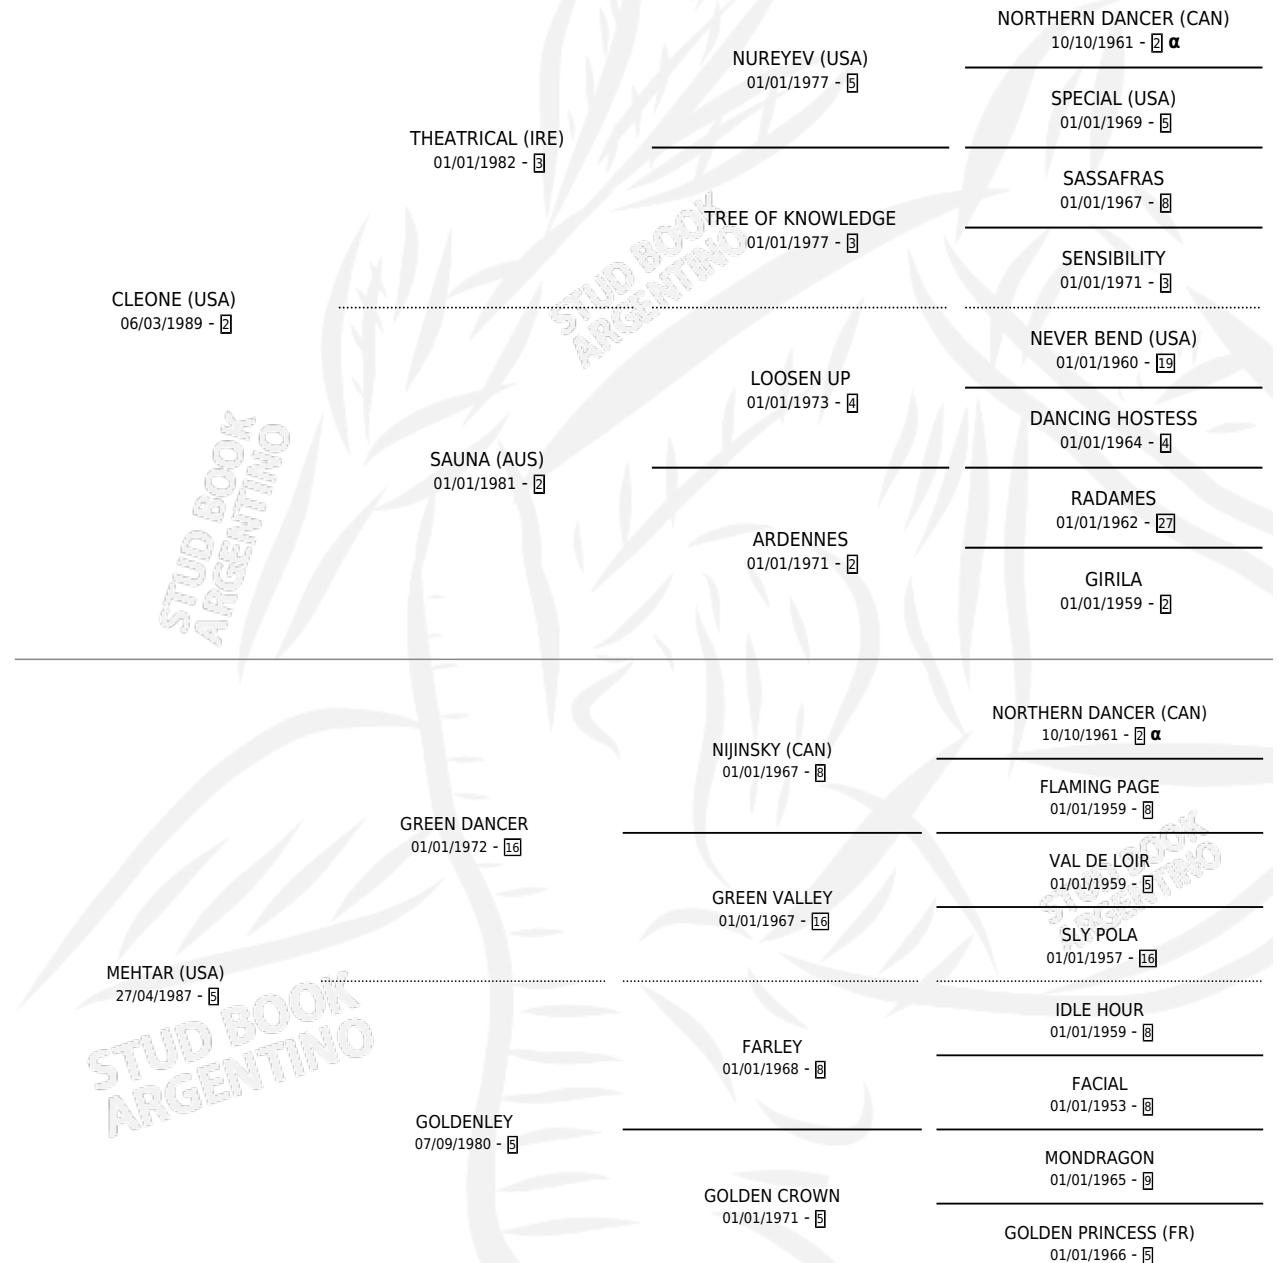 NORTHERN DANCER (CAN)
10/10/1961 - 2 α
NUREYEV (USA)
01/01/1977 - 5
SPECIAL (USA)
01/01/1969 - 5
THEATRICAL (IRE)
01/01/1982 - 3
SASSAFRAS
01/01/1967 - 8
TREE OF KNOWLEDGE
01/01/1977 - 3
SENSIBILITY
01/01/1971 - 3
CLEONE (USA)
06/03/1989 - 2
NEVER BEND (USA)
01/01/1960 - 19
LOOSEN UP
01/01/1973 - 4
DANCING HOSTESS
01/01/1964 - 4
SAUNA (AUS)
01/01/1981 - 2
RADAMES
01/01/1962 - 27
ARDENNES
01/01/1971 - 2
GIRILA
01/01/1959 - 2
NORTHERN DANCER (CAN)
10/10/1961 - 2 α
NIJINSKY (CAN)
01/01/1967 - 8
FLAMING PAGE
01/01/1959 - 8
GREEN DANCER
01/01/1972 - 16
VAL DE LOIR
01/01/1959 - 5
GREEN VALLEY
01/01/1967 - 16
SLY POLA
01/01/1957 - 16
MEHTAR (USA)
27/04/1987 - 5
IDLE HOUR
01/01/1959 - 8
FARLEY
01/01/1968 - 8
FACIAL
01/01/1953 - 8
GOLDENLEY
07/09/1980 - 5
MONDRAGON
01/01/1965 - 9
GOLDEN CROWN
01/01/1971 - 5
GOLDEN PRINCESS (FR)
01/01/1966 - 5
STUD BOOK
ARGENTINO
STUD BOOK
ARGENTINO
STUD BOOK
ARGENTINO
STUD BOOK
ARGENTINO